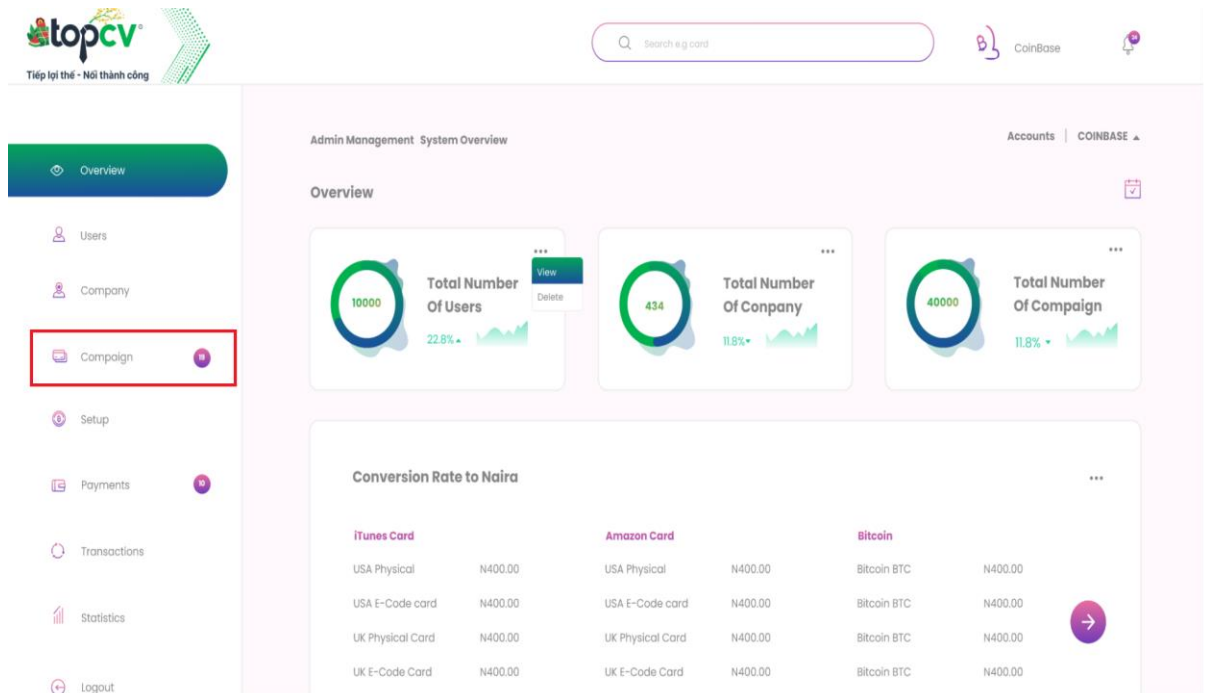 topcv
Tiếp lợi thế - Nối thành công
Search e.g card
CoinBase
Admin Management System Overview
Accounts | COINBASE
Overview
Users
Company
Compaign 19
Setup
Payments 10
Transactions
Statistics
Logout
Overview
10000
Total Number
Of Users
22.8%
View
Delete
434
Total Number
Of Conpany
11.8%
40000
Total Number
Of Compaign
11.8%
Conversion Rate to Naira
iTunes Card Amazon Card Bitcoin
USA Physical N400.00 USA Physical N400.00 Bitcoin BTC N400.00
USA E-Code card N400.00 USA E-Code card N400.00 Bitcoin BTC N400.00
UK Physical Card N400.00 UK Physical Card N400.00 Bitcoin BTC N400.00
UK E-Code Card N400.00 UK E-Code Card N400.00 Bitcoin BTC N400.00